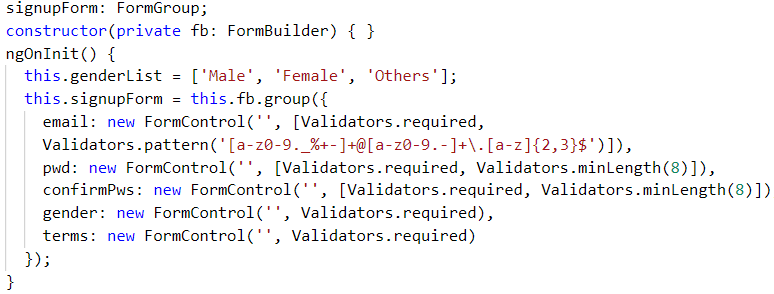 signupForm: FormGroup;
constructor(private fb: FormBuilder) { }
ngOnInit() {
  this.genderList = ['Male', 'Female', 'Others'];
  this.signupForm = this.fb.group({
    email: new FormControl('', [Validators.required,
    Validators.pattern('[a-z0-9._%+-]+@[a-z0-9.-]+\.[a-z]{2,3}$')]),
    pwd: new FormControl('', [Validators.required, Validators.minLength(8)]),
    confirmPws: new FormControl('', [Validators.required, Validators.minLength(8)])
    gender: new FormControl('', Validators.required),
    terms: new FormControl('', Validators.required)
  });
}